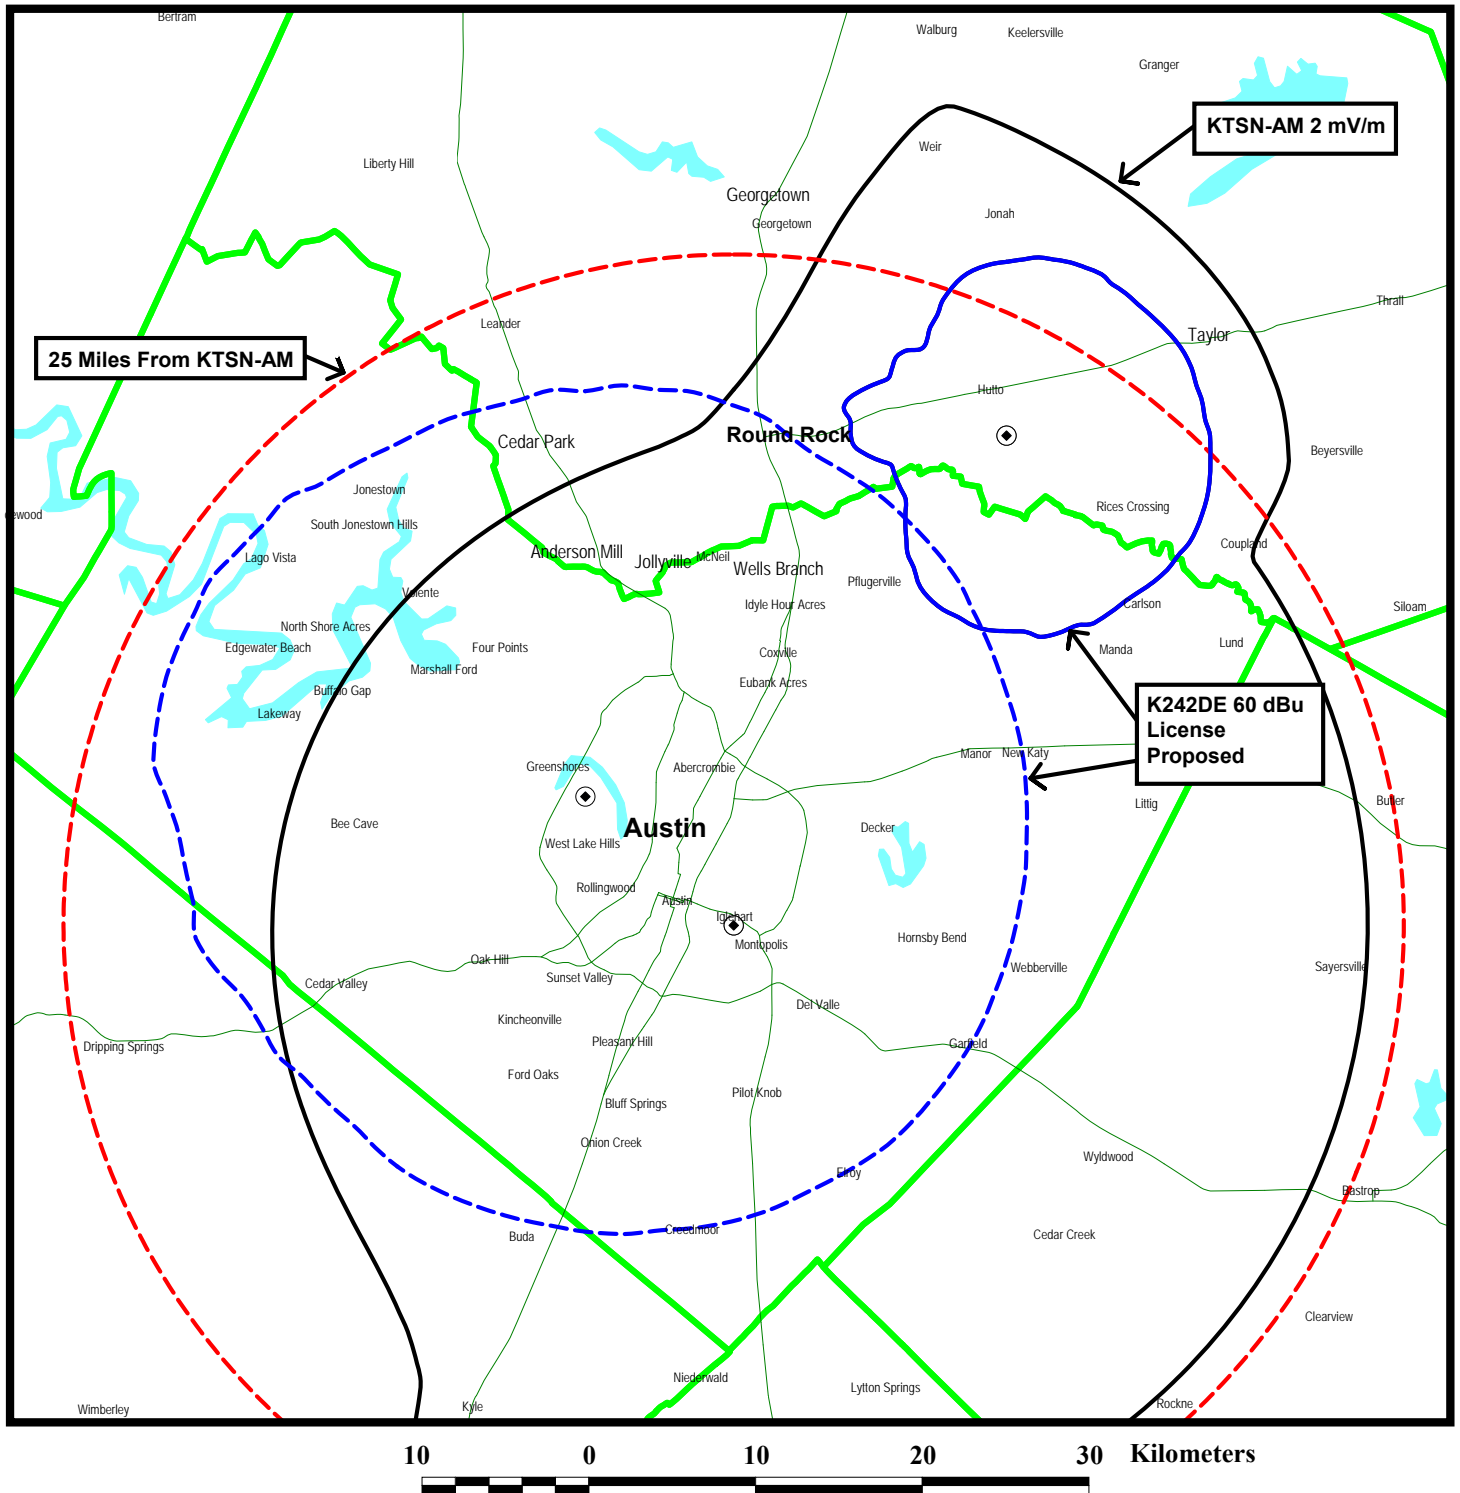 Bertram
Walburg
Keelersville
Granger
KTSN-AM 2 mV/m
Weir
Liberty Hill
Georgetown
Georgetown
Jonah
Thrall
Leander
Taylor
25 Miles From KTSN-AM
Hutto
Round Rock
Cedar Park
Beyersville
Jonestown
Rices Crossing
ewood
South Jonestown Hills
Coupland
Anderson Mill
Jollyville
McNeil
Wells Branch
Lago Vista
Pflugerville
Volente
Idyle Hour Acres
Carlson
Siloam
North Shore Acres
Edgewater Beach
Four Points
Coxville
Manda
Lund
Marshall Ford
Buffalo Gap
Eubank Acres
Lakeway
K242DE 60 dBu
License
Proposed
Manor
New Katy
Greenshores
Abercrombie
Littig
Butler
Bee Cave
Austin
Decker
West Lake Hills
Rollingwood
Austin
Iglehart
Montopolis
Hornsby Bend
Oak Hill
Webberville
Sayersville
Cedar Valley
Sunset Valley
Del Valle
Kincheonville
Dripping Springs
Pleasant Hill
Garfield
Ford Oaks
Bluff Springs
Pilot Knob
Onion Creek
Wyldwood
Elroy
Bastrop
Buda
Creedmoor
Cedar Creek
Clearview
Niederwald
Lytton Springs
Wimberley
Kyle
Rockne
10 0 10 20 30 Kilometers